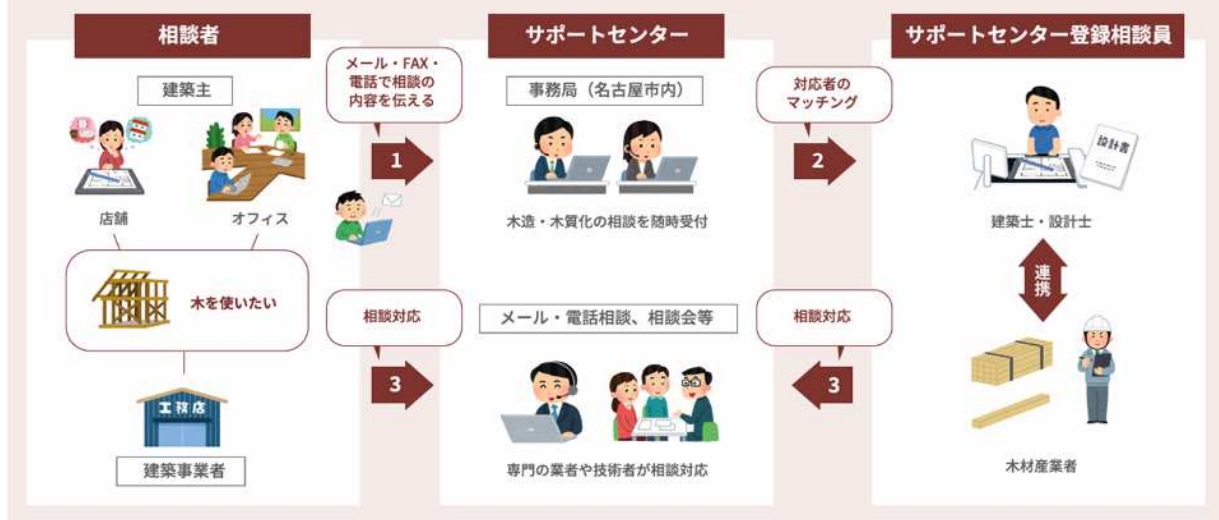 相談者
建築主
店舗
オフィス
木を使いたい
工務店
建築事業者
メール・FAX・
電話で相談の
内容を伝える
1
相談対応
3
サポートセンター
事務局（名古屋市内）
木造・木質化の相談を随時受付
メール・電話相談、相談会等
専門の業者や技術者が相談対応
対応者の
マッチング
2
相談対応
3
サポートセンター登録相談員
設計書
建築士・設計士
連携
木材産業者